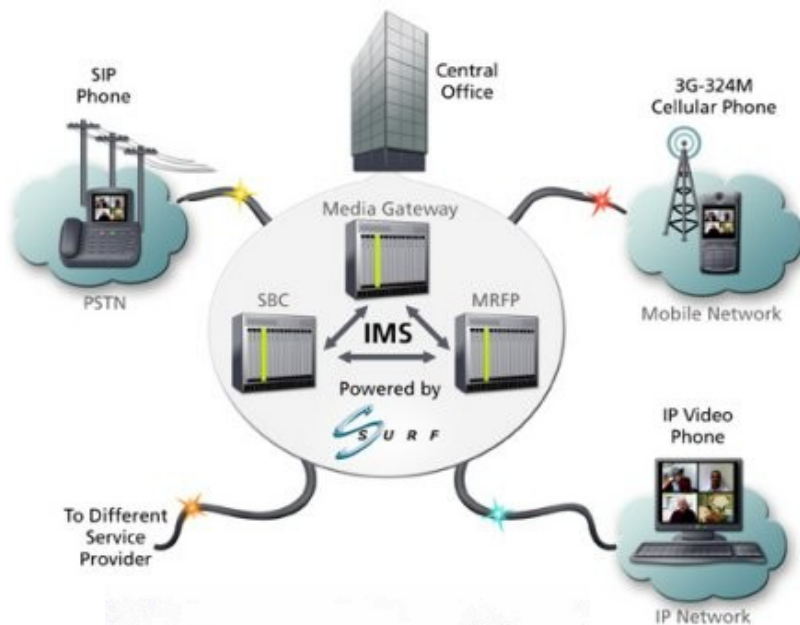 SIP
Phone
Central
Office
3G-324M
Cellular Phone
Media Gateway
PSTN
SBC
MRFP
Mobile Network
IMS
Powered by
SURF
IP Video
Phone
To Different
Service
Provider
IP Network